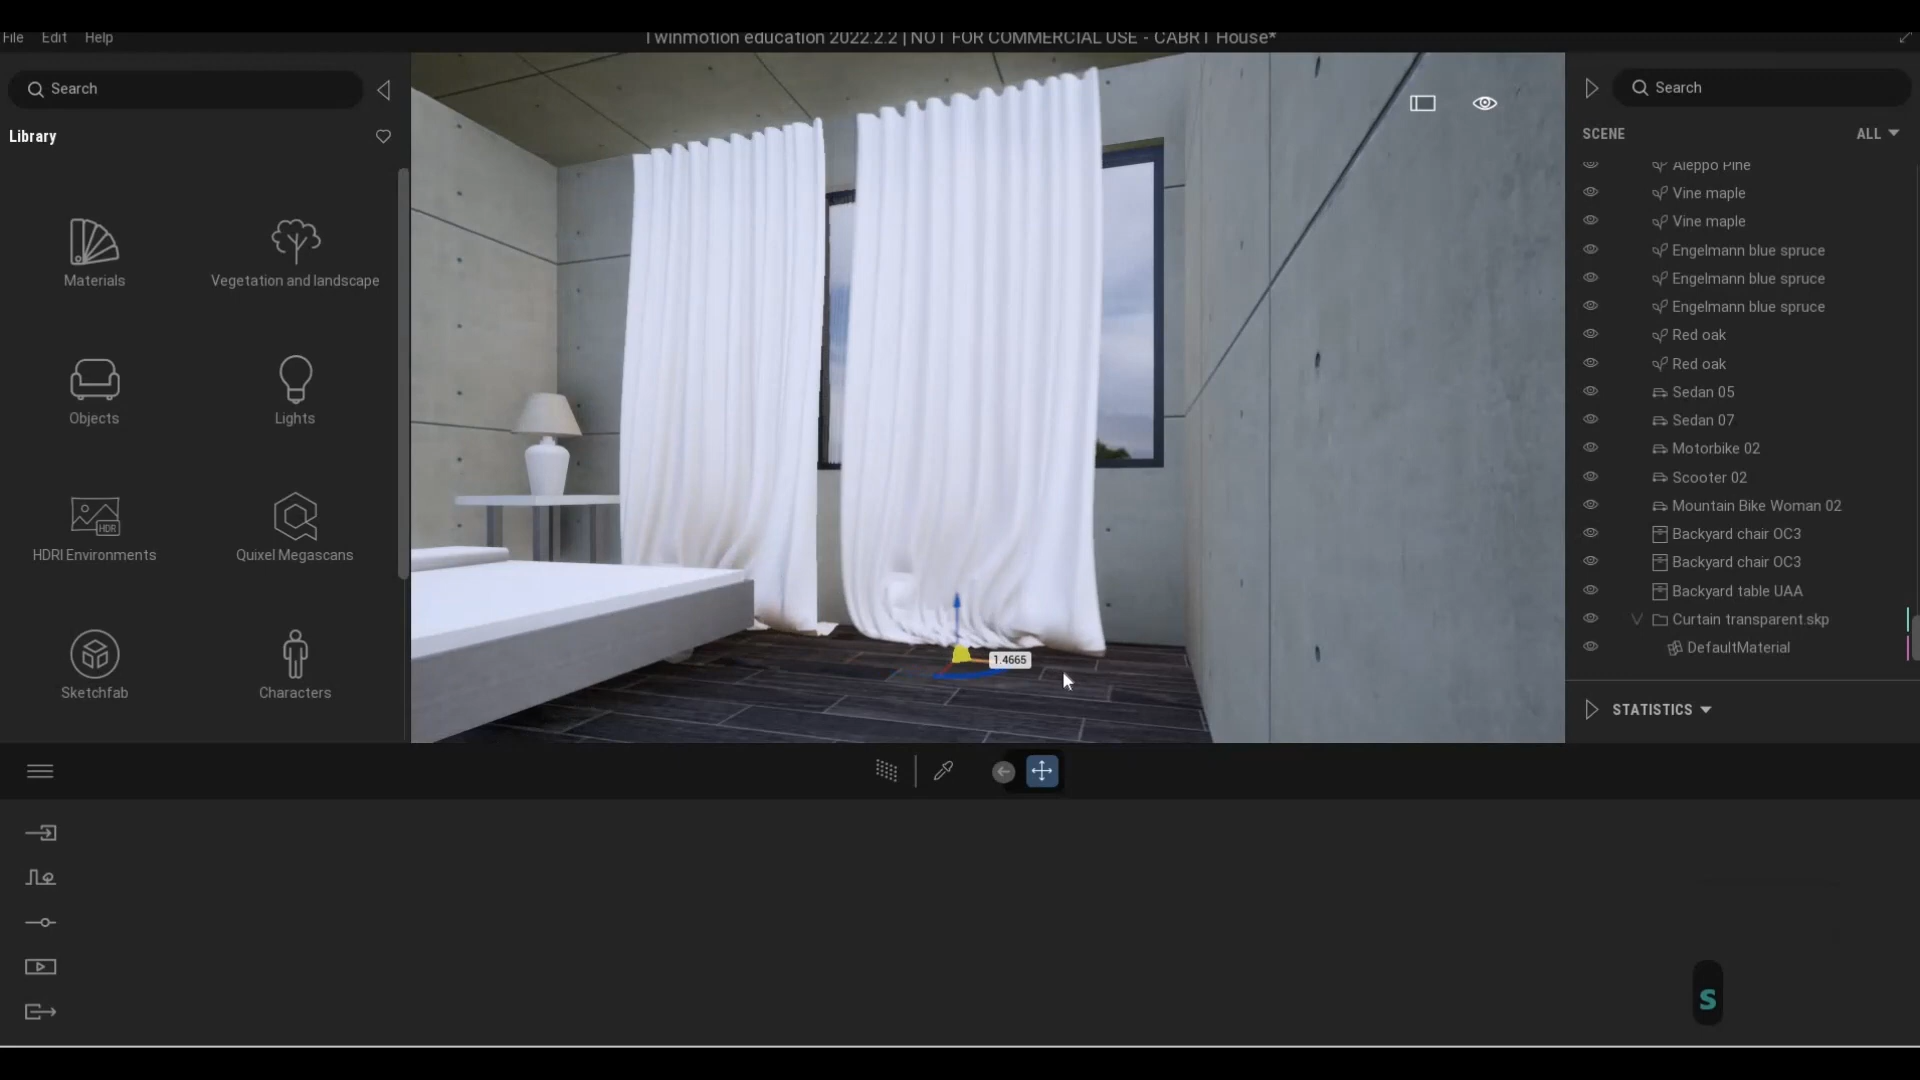 File Edit Help
Twinmotion education 2022.2.2 | NOT FOR COMMERCIAL USE - CABRT House*
Search
Library
Materials
Vegetation and landscape
Objects
Lights
HDR
HDRI Environments
Quixel Megascans
Sketchfab
Characters
1.4665
Search
SCENE
ALL
Aleppo Pine
Vine maple
Vine maple
Engelmann blue spruce
Engelmann blue spruce
Engelmann blue spruce
Red oak
Red oak
Sedan 05
Sedan 07
Motorbike 02
Scooter 02
Mountain Bike Woman 02
Backyard chair OC3
Backyard chair OC3
Backyard table UAA
Curtain transparent.skp
DefaultMaterial
STATISTICS
S